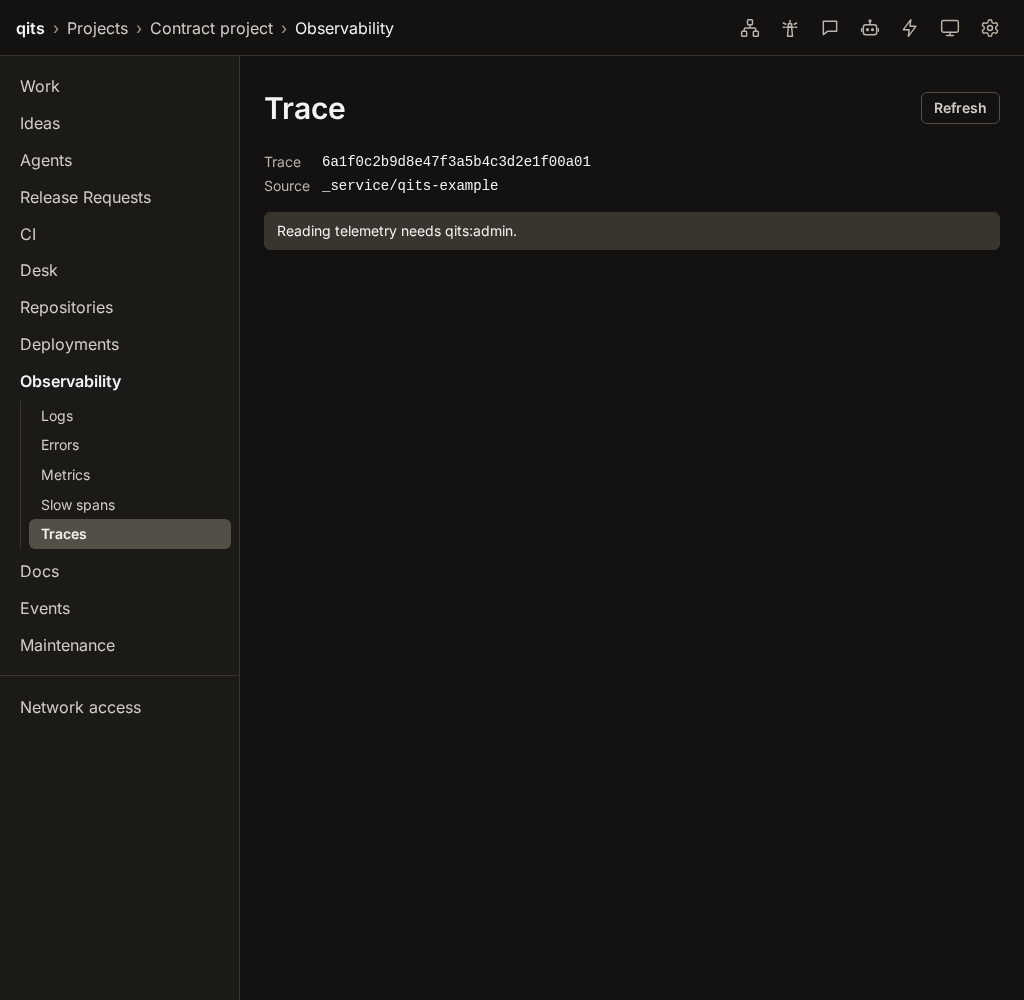 qits › Projects › Contract project › Observability
Work
Ideas
Agents
Release Requests
CI
Desk
Repositories
Deployments
Observability
Logs
Errors
Metrics
Slow spans
Traces
Docs
Events
Maintenance
Network access
Trace
Refresh
Trace 6a1f0c2b9d8e47f3a5b4c3d2e1f00a01
Source _service/qits-example
Reading telemetry needs qits:admin.